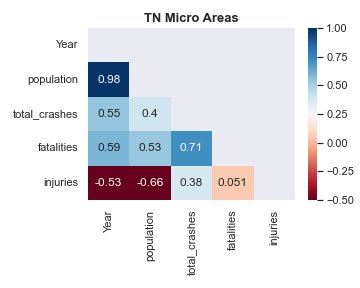 TN Micro Areas
Year
population
total_crashes
fatalities
injuries
0.98
0.55 0.4
0.59 0.53 0.71
-0.53 -0.66 0.38 0.051
Year population total_crashes fatalities injuries
1.00
0.75
0.50
0.25
0.00
−0.25
−0.50